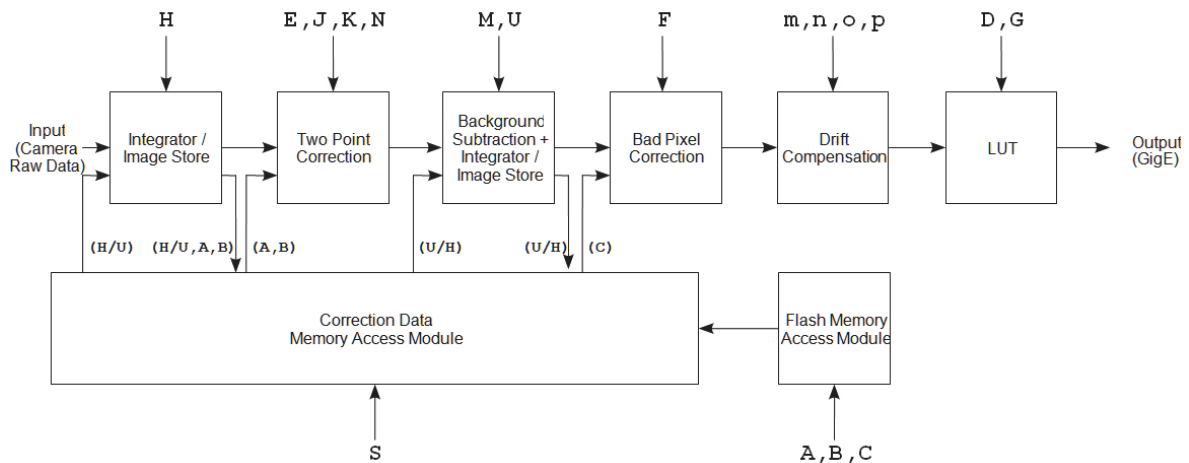 H
E,J,K,N
M,U
F
m,n,o,p
D,G
Input
(Camera
Raw Data)
Integrator /
Image Store
Two Point
Correction
Background
Subtraction +
Integrator /
Image Store
Bad Pixel
Correction
Drift
Compensation
LUT
Output
(GigE)
(H/U)
(H/U,A,B)
(A,B)
(U/H)
(U/H)
(C)
Correction Data
Memory Access Module
Flash Memory
Access Module
S
A,B,C